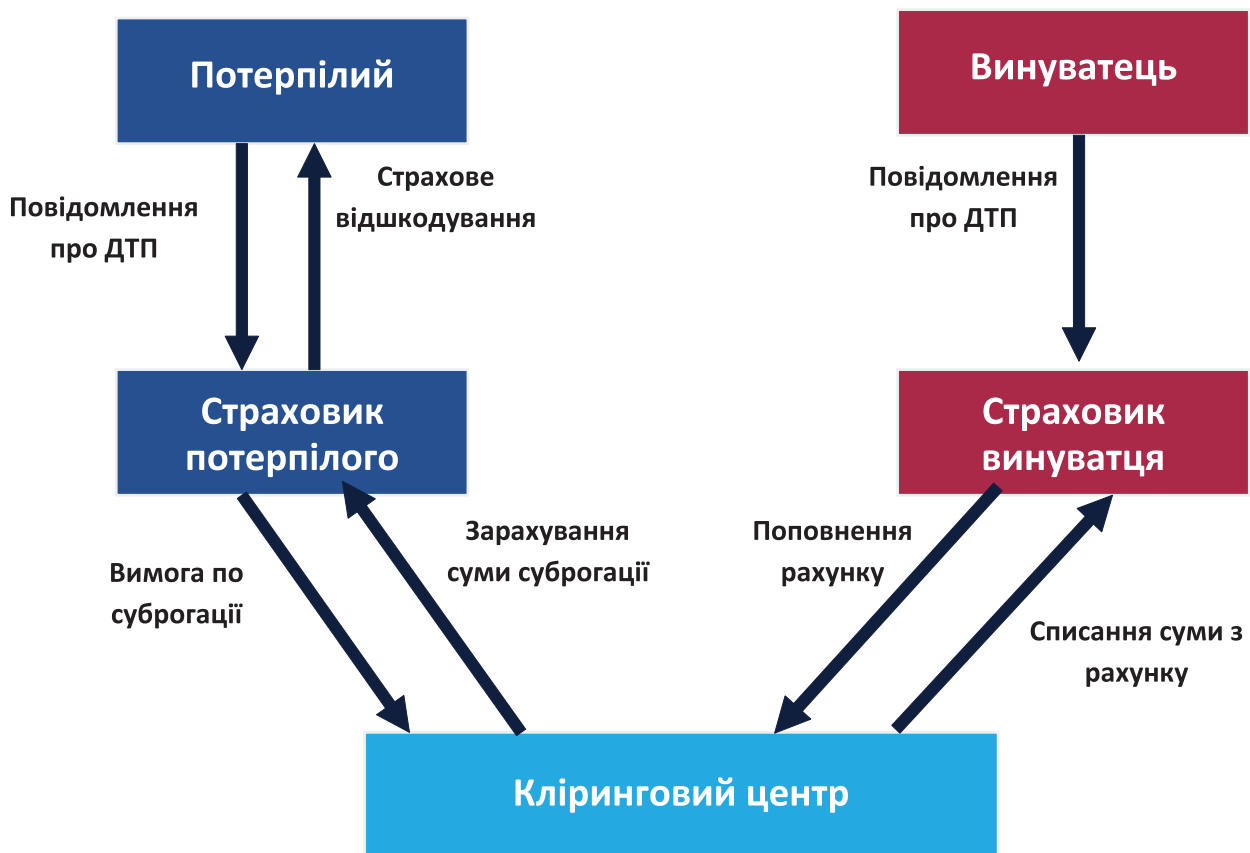 Потерпілий
Винуватець
Повідомлення
про ДТП
Страхове
відшкодування
Повідомлення
про ДТП
Страховик
потерпілого
Страховик
винуватця
Вимога по
суброгації
Зарахування
суми суброгації
Поповнення
рахунку
Списання суми з
рахунку
Кліринговий центр